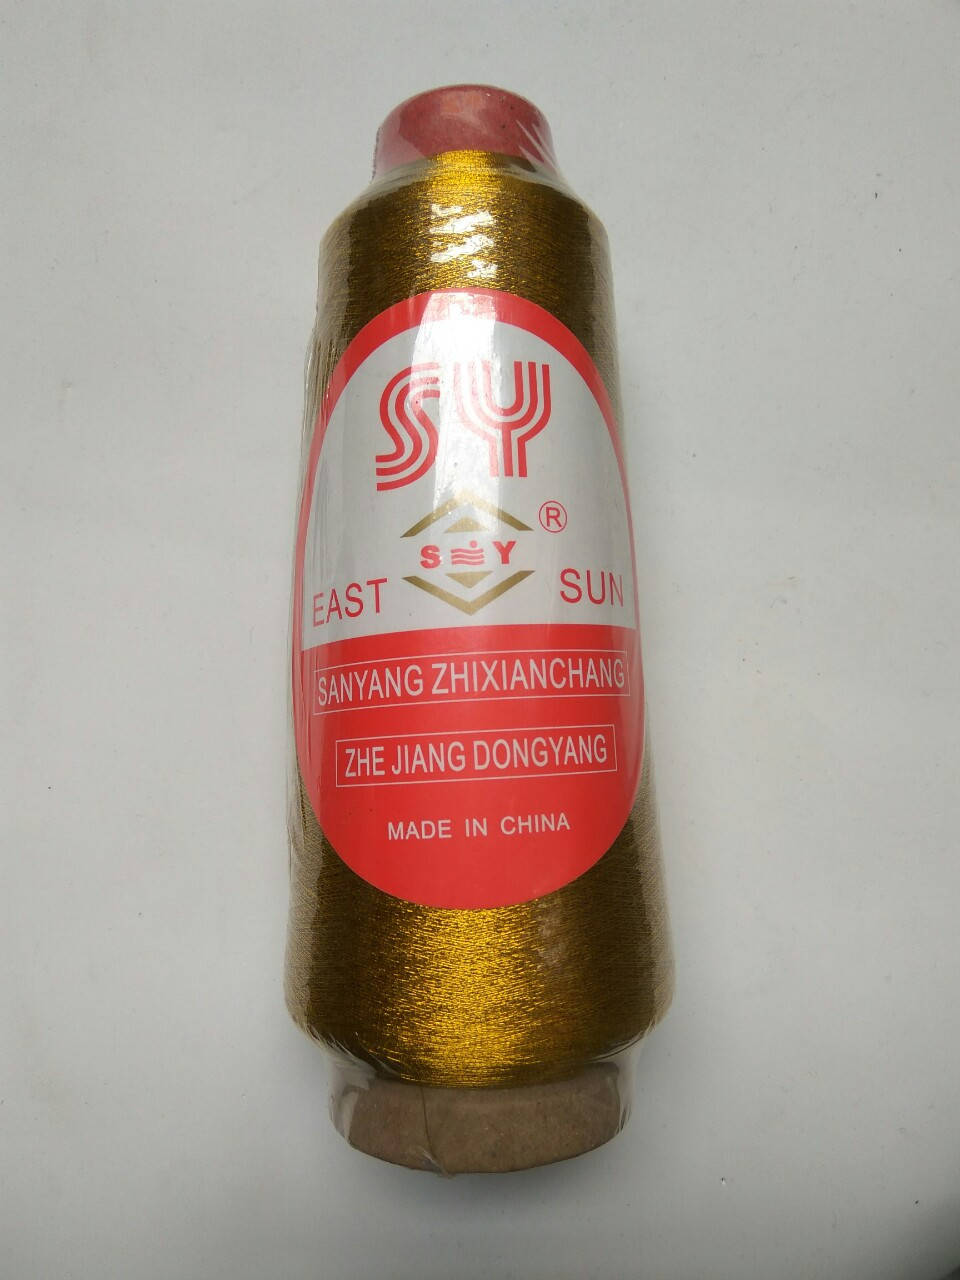 SY
®
S Y
EAST SUN
SANYANG ZHIXIANCHANG
ZHE JIANG DONGYANG
MADE IN CHINA